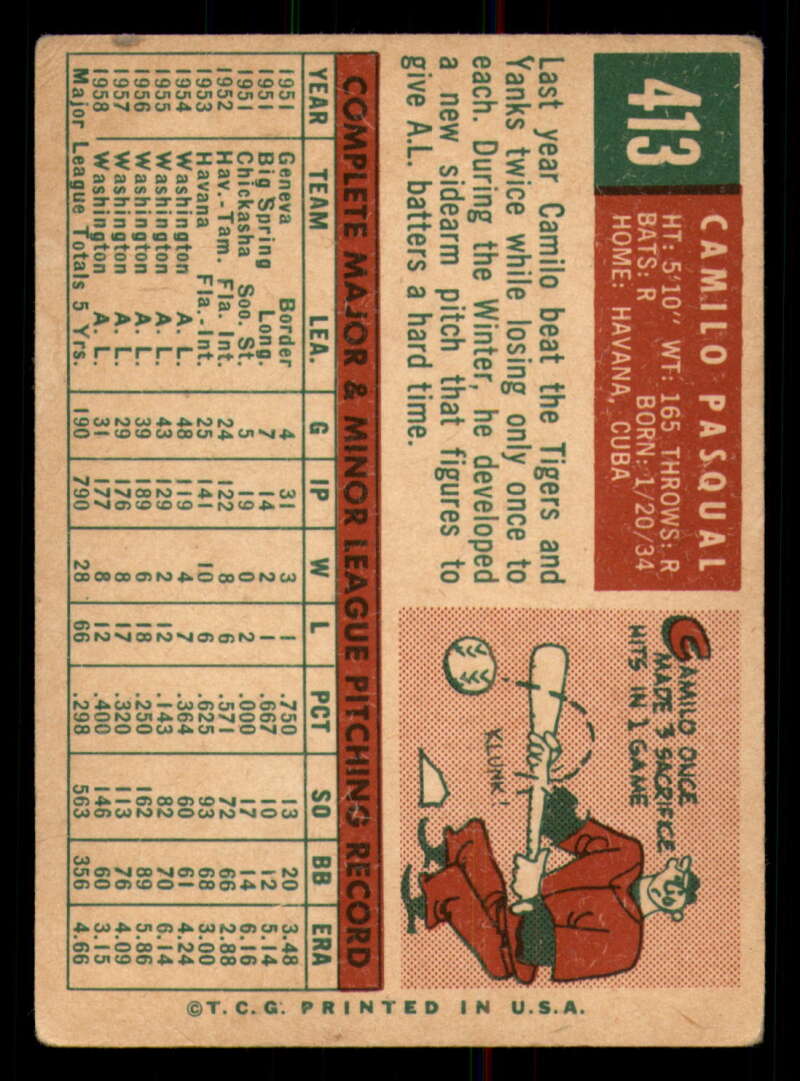 413
CAMILO PASQUAL
HT: 5'10" WT: 165 THROWS: R
BATS: R BORN: 1/20/34
HOME: HAVANA, CUBA
Last year Camilo beat the Tigers and
Yanks twice while losing only once to
each. During the Winter, he developed
a new sidearm pitch that figures to
give A.L. batters a hard time.
CAMILO ONCE
MADE 3 SACRIFICE
HITS IN 1 GAME
KLUNK!
COMPLETE MAJOR & MINOR LEAGUE PITCHING RECORD
YEAR TEAM LEA. G IP W L PCT SO BB ERA
1951 Geneva Border 4 31 3 1 .750 13 20 3.48
1951 Big Spring Long. 7 14 2 1 .667 10 12 5.14
1951 Chickasha Soo. St. 5 19 0 2 .000 17 14 6.16
1952 Hav.-Tam. Fla. Int. 24 122 8 6 .571 72 66 2.88
1953 Havana Fla.-Int. 25 141 10 6 .625 93 68 3.00
1954 Washington A. L. 48 119 4 7 .364 60 61 4.24
1955 Washington A. L. 43 129 2 12 .143 82 70 6.14
1956 Washington A. L. 39 189 6 18 .250 162 89 5.86
1957 Washington A. L. 29 176 8 17 .320 113 76 4.09
1958 Washington A. L. 31 177 8 12 .400 146 60 3.15
Major League Totals 5 Yrs. 190 790 28 66 .298 563 356 4.66
©T.C.G. PRINTED IN U.S.A.